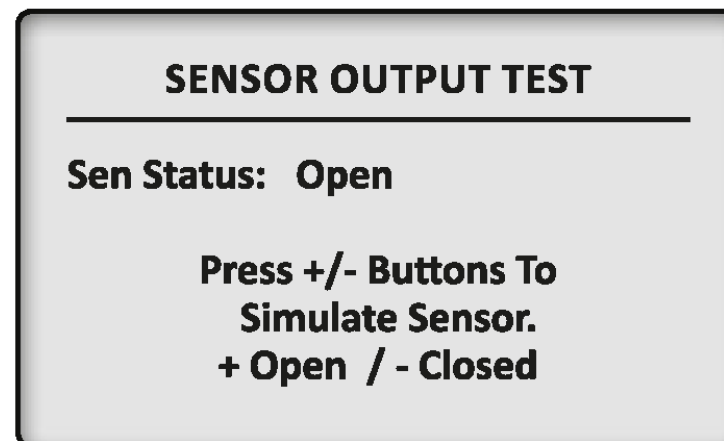 SENSOR OUTPUT TEST
Sen Status: Open
Press +/- Buttons To
Simulate Sensor.
+ Open / - Closed